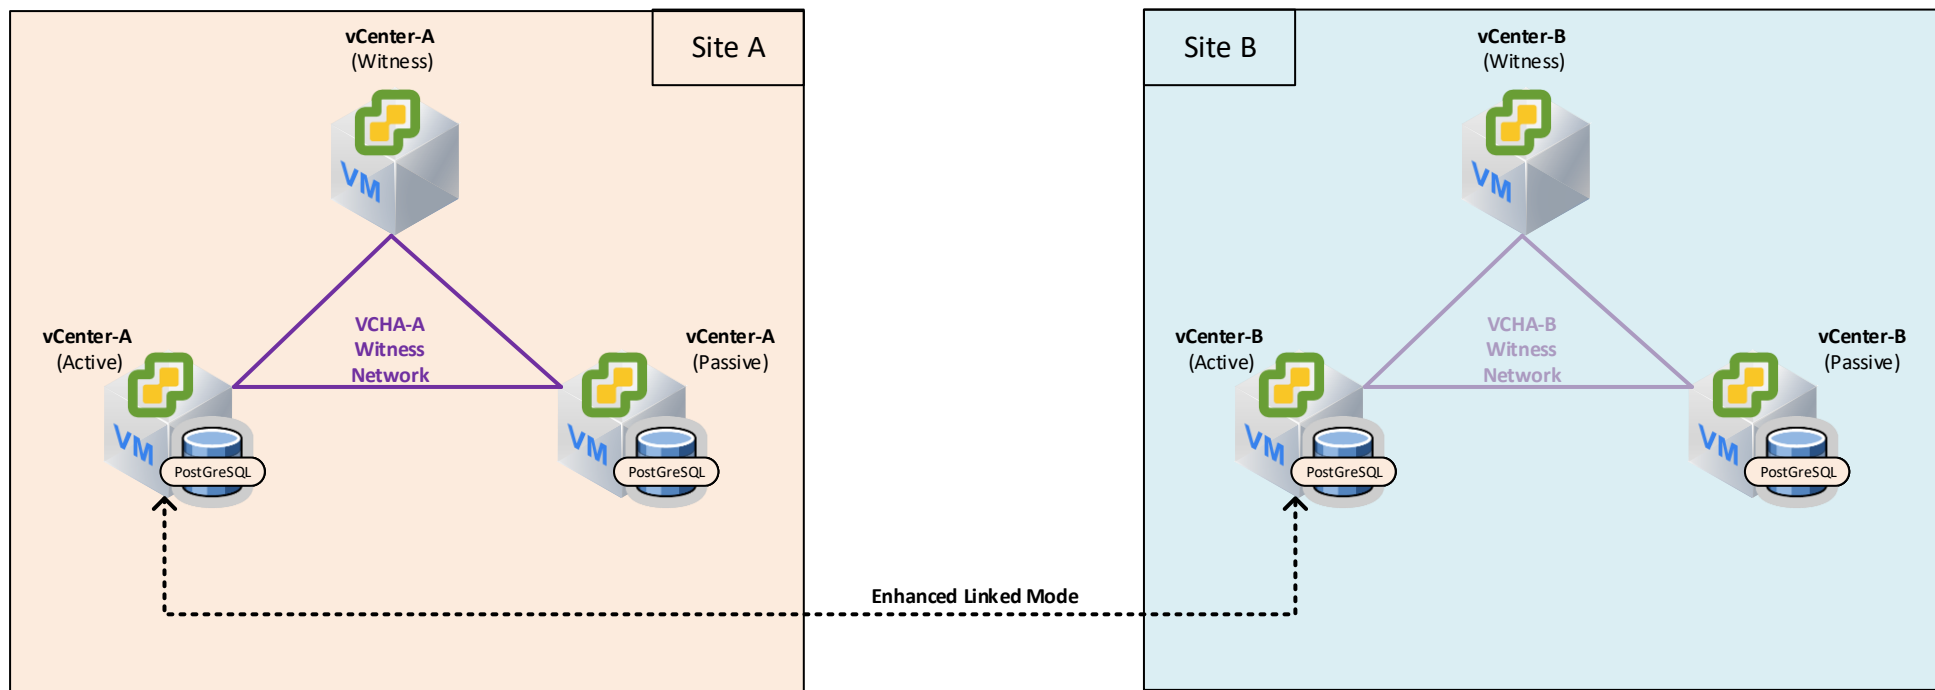 Site A
vCenter-A
(Witness)
VM
vCenter-A
(Active)
VM
PostGreSQL
VCHA-A
Witness
Network
vCenter-A
(Passive)
VM
PostGreSQL
Site B
vCenter-B
(Witness)
VM
vCenter-B
(Active)
VM
PostGreSQL
VCHA-B
Witness
Network
vCenter-B
(Passive)
VM
PostGreSQL
Enhanced Linked Mode